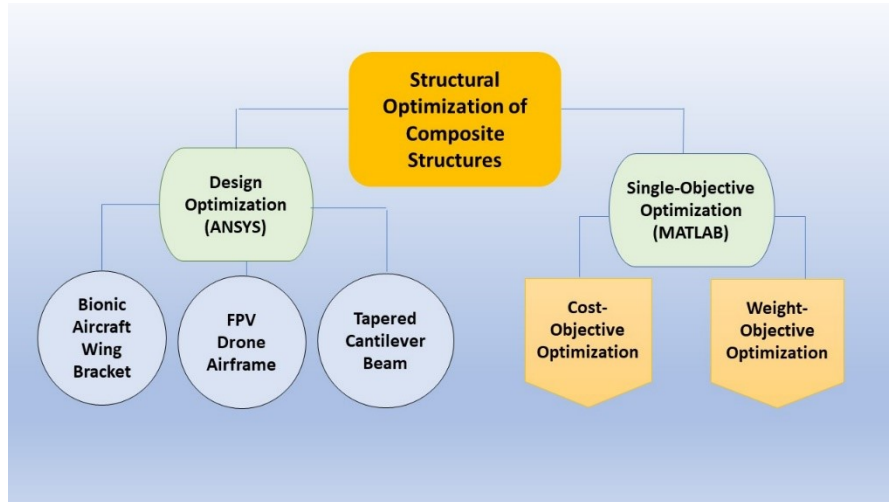 Structural
Optimization of
Composite
Structures
Design
Optimization
(ANSYS)
Single-Objective
Optimization
(MATLAB)
Bionic
Aircraft
Wing
Bracket
FPV
Drone
Airframe
Tapered
Cantilever
Beam
Cost-
Objective
Optimization
Weight-
Objective
Optimization